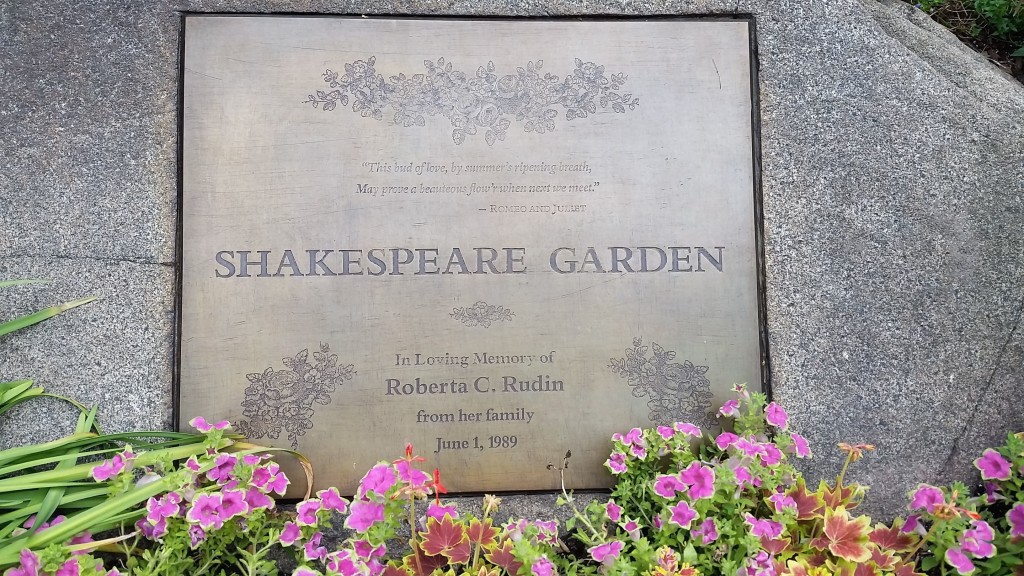 “This bud of love, by summer's ripening breath,
May prove a beauteous flow'r when next we meet.”
— ROMEO AND JULIET
SHAKESPEARE GARDEN
In Loving Memory of
Roberta C. Rudin
from her family
June 1, 1989